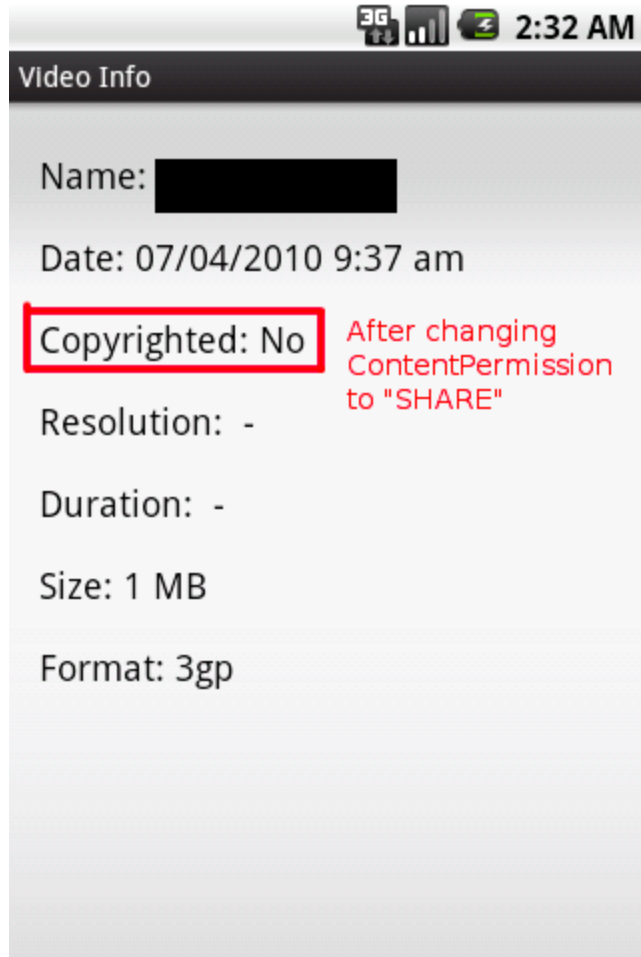 3G 2:32 AM
Video Info
Name:
Date: 07/04/2010 9:37 am
Copyrighted: No
After changing
ContentPermission
to "SHARE"
Resolution: -
Duration: -
Size: 1 MB
Format: 3gp